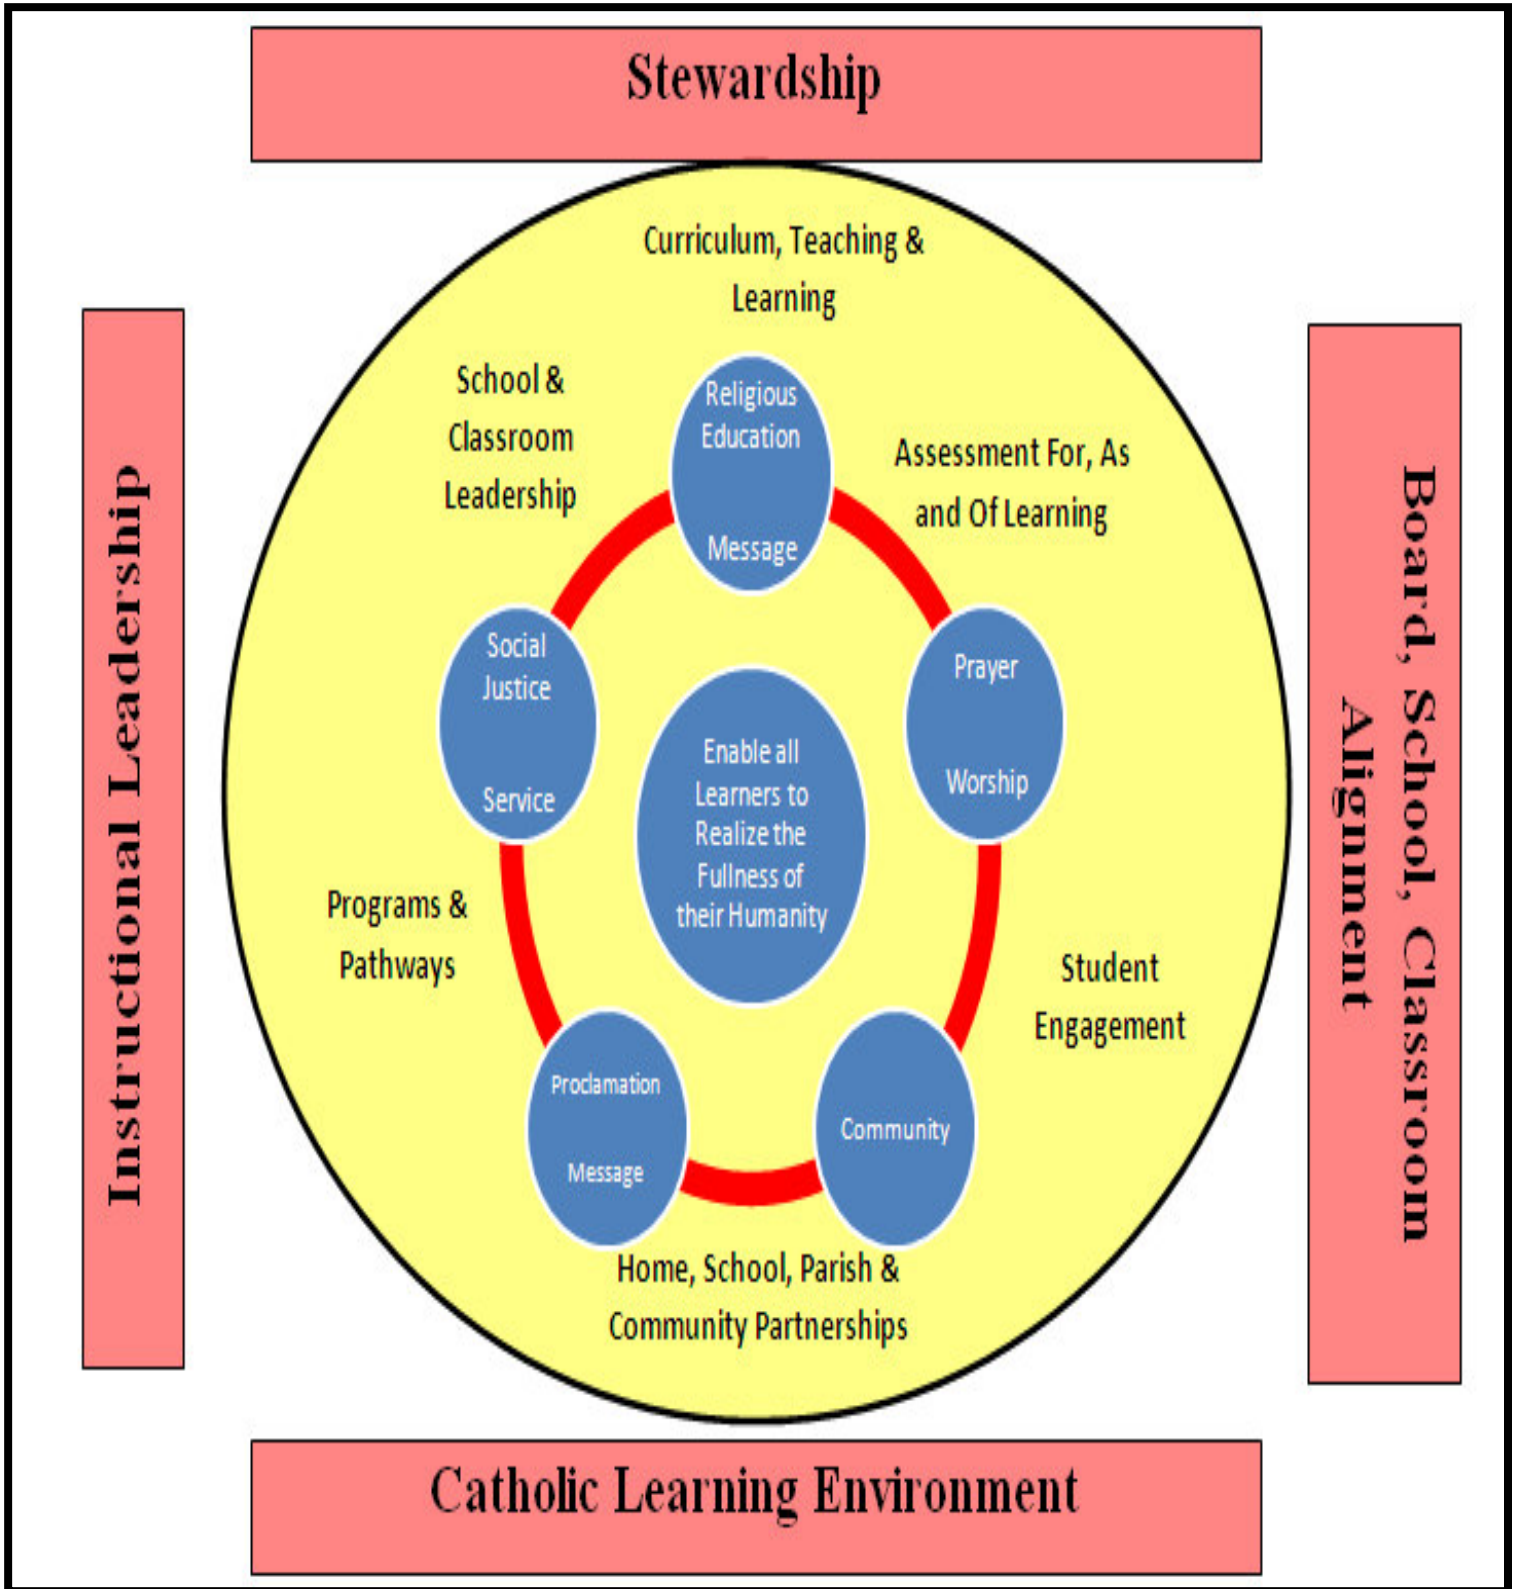 Stewardship
Curriculum, Teaching &
Learning
School &
Classroom
Leadership
Religious
Education
Message
Assessment For, As
and Of Learning
Social
Justice
Service
Prayer
Worship
Enable all
Learners to
Realize the
Fullness of
their Humanity
Programs &
Pathways
Student
Engagement
Proclamation
Message
Community
Home, School, Parish &
Community Partnerships
Instructional Leadership
Board, School, Classroom
Alignment
Catholic Learning Environment